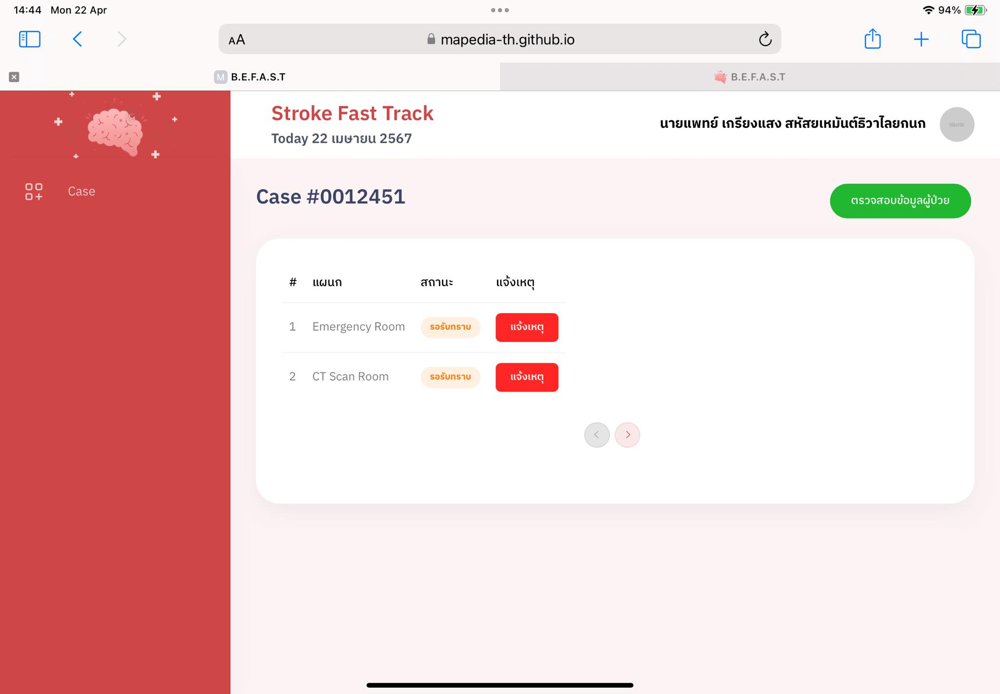 14:44 Mon 22 Apr
94%
AA
mapedia-th.github.io
M B.E.F.A.S.T
B.E.F.A.S.T
Stroke Fast Track
Today 22 เมษายน 2567
นายแพทย์ เกรียงแสง สหัสยเหมันต์ธิวาไลยกนก
100x100
Case
Case #0012451
ตรวจสอบข้อมูลผู้ป่วย
# แผนก สถานะ แจ้งเหตุ
1 Emergency Room รอรับทราบ แจ้งเหตุ
2 CT Scan Room รอรับทราบ แจ้งเหตุ